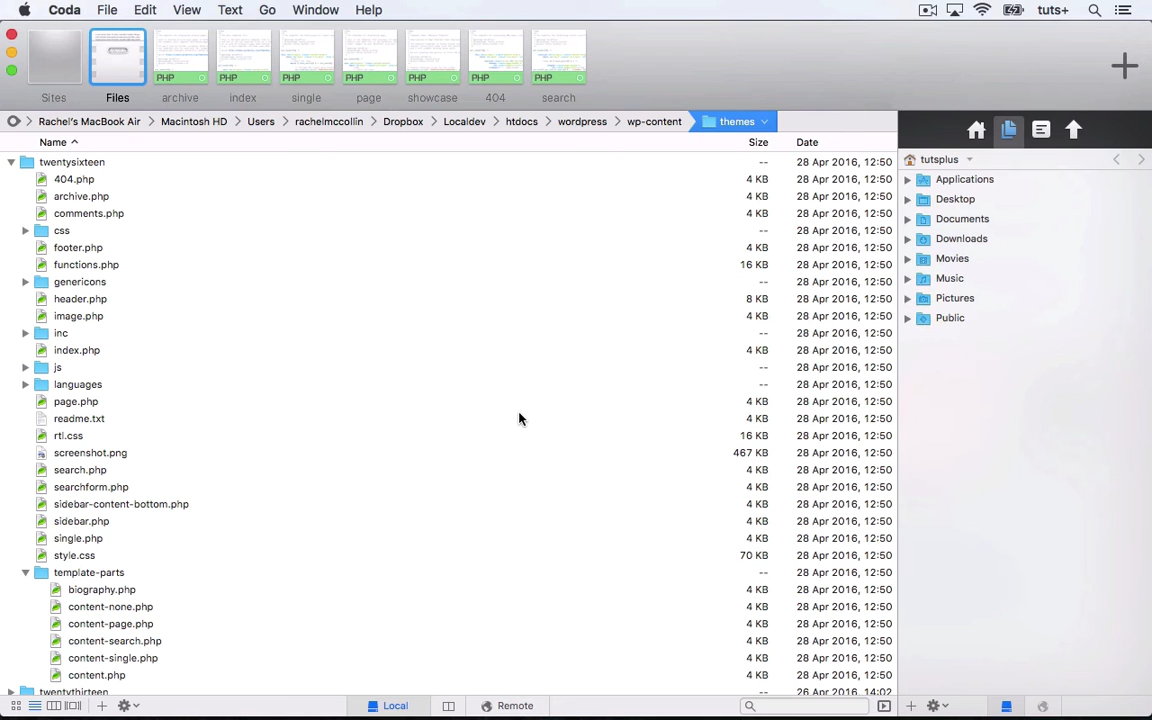 Coda File Edit View Text Go Window Help tuts+
PHP PHP PHP PHP PHP PHP PHP
Sites Files archive index single page showcase 404 search
Rachel's MacBook Air Macintosh HD Users rachelmccollin Dropbox Localdev htdocs wordpress wp-content themes
Name Size Date
twentysixteen -- 28 Apr 2016, 12:50
404.php 4 KB 28 Apr 2016, 12:50
archive.php 4 KB 28 Apr 2016, 12:50
comments.php 4 KB 28 Apr 2016, 12:50
css -- 28 Apr 2016, 12:50
footer.php 4 KB 28 Apr 2016, 12:50
functions.php 16 KB 28 Apr 2016, 12:50
genericons -- 28 Apr 2016, 12:50
header.php 8 KB 28 Apr 2016, 12:50
image.php 4 KB 28 Apr 2016, 12:50
inc -- 28 Apr 2016, 12:50
index.php 4 KB 28 Apr 2016, 12:50
js -- 28 Apr 2016, 12:50
languages -- 28 Apr 2016, 12:50
page.php 4 KB 28 Apr 2016, 12:50
readme.txt 4 KB 28 Apr 2016, 12:50
rtl.css 16 KB 28 Apr 2016, 12:50
screenshot.png 467 KB 28 Apr 2016, 12:50
search.php 4 KB 28 Apr 2016, 12:50
searchform.php 4 KB 28 Apr 2016, 12:50
sidebar-content-bottom.php 4 KB 28 Apr 2016, 12:50
sidebar.php 4 KB 28 Apr 2016, 12:50
single.php 4 KB 28 Apr 2016, 12:50
style.css 70 KB 28 Apr 2016, 12:50
template-parts -- 28 Apr 2016, 12:50
biography.php 4 KB 28 Apr 2016, 12:50
content-none.php 4 KB 28 Apr 2016, 12:50
content-page.php 4 KB 28 Apr 2016, 12:50
content-search.php 4 KB 28 Apr 2016, 12:50
content-single.php 4 KB 28 Apr 2016, 12:50
content.php 4 KB 28 Apr 2016, 12:50
twentythirteen -- 26 Apr 2016, 14:02
Local Remote
tutsplus
Applications
Desktop
Documents
Downloads
Movies
Music
Pictures
Public